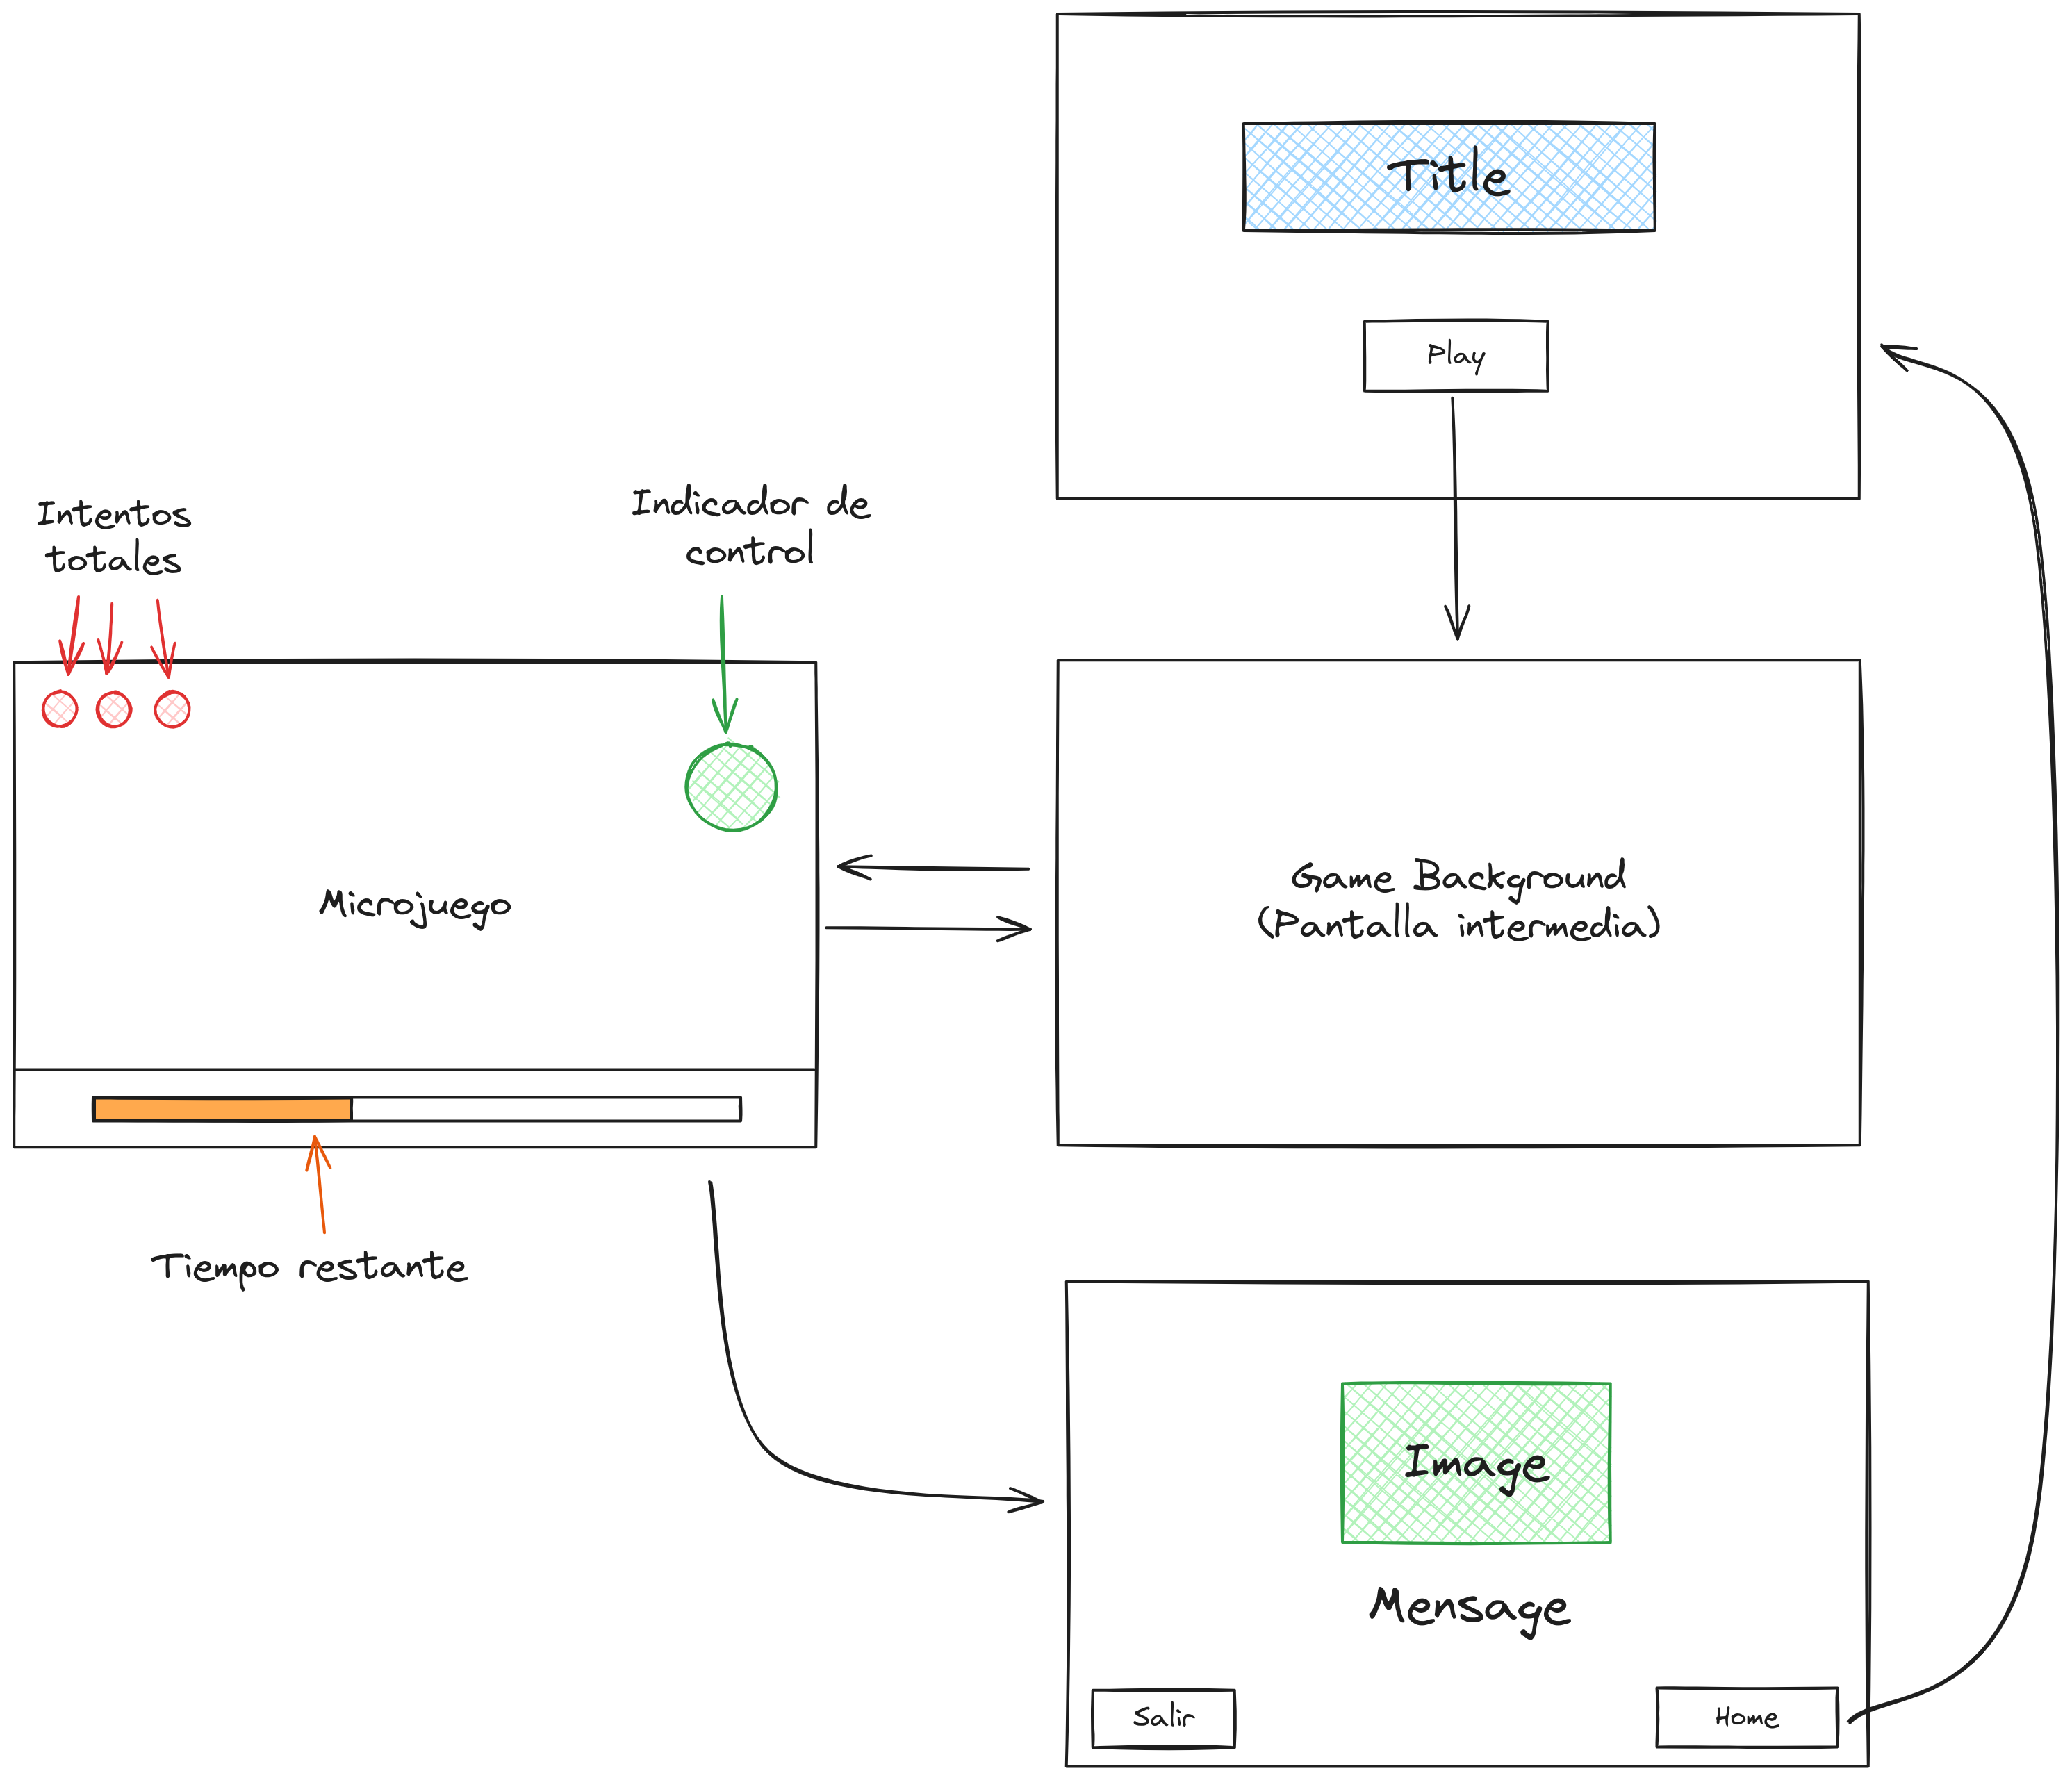 Title
Play
Intentos
totales
Indicador de
control
Microjuego
Game Background
(Pantalla intermedia)
Tiempo restante
Image
Mensage
Salir
Home